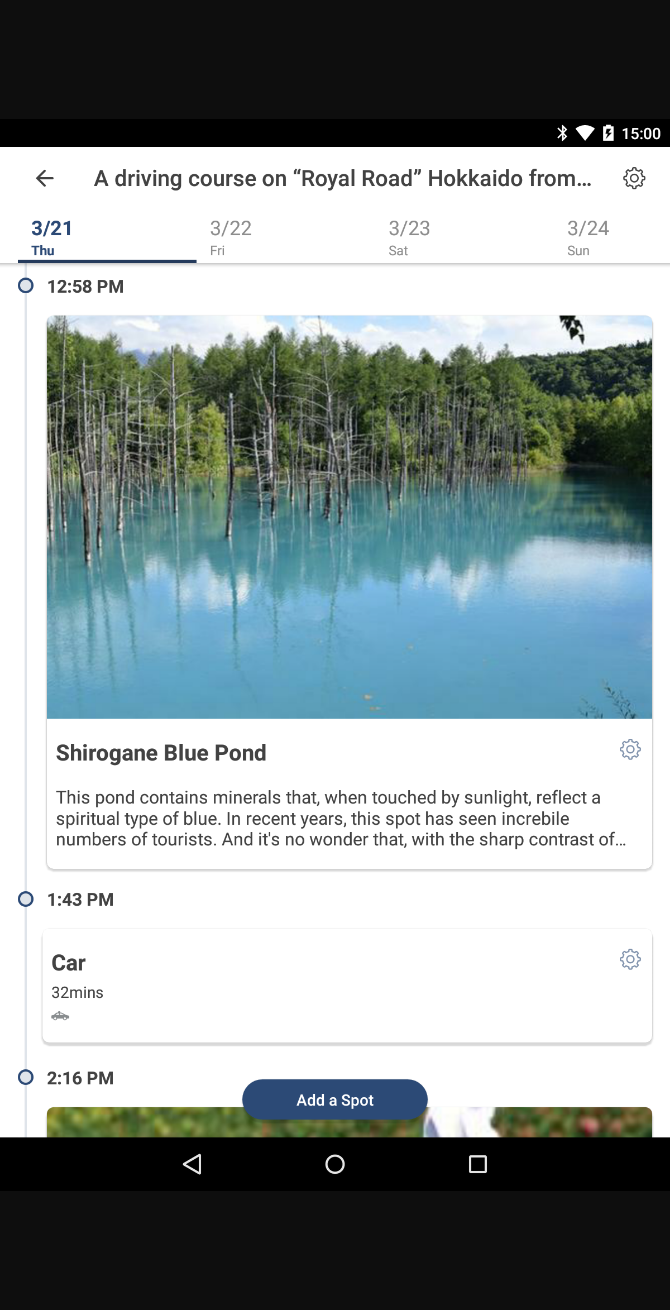 15:00
A driving course on “Royal Road” Hokkaido from...
3/21 3/22 3/23 3/24
Thu Fri Sat Sun
12:58 PM
Shirogane Blue Pond
This pond contains minerals that, when touched by sunlight, reflect a
spiritual type of blue. In recent years, this spot has seen increbile
numbers of tourists. And it's no wonder that, with the sharp contrast of...
1:43 PM
Car
32mins
2:16 PM
Add a Spot